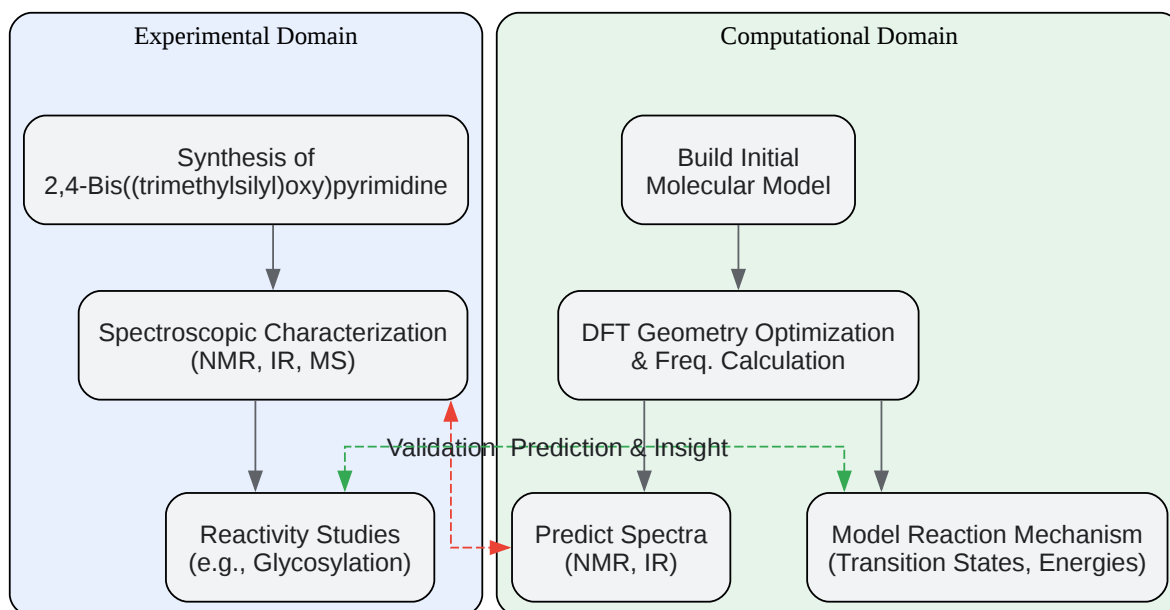 Experimental Domain
Computational Domain
Synthesis of
2,4-Bis((trimethylsilyl)oxy)pyrimidine
Build Initial
Molecular Model
Spectroscopic Characterization
(NMR, IR, MS)
DFT Geometry Optimization
& Freq. Calculation
Validation
Prediction & Insight
Reactivity Studies
(e.g., Glycosylation)
Predict Spectra
(NMR, IR)
Model Reaction Mechanism
(Transition States, Energies)